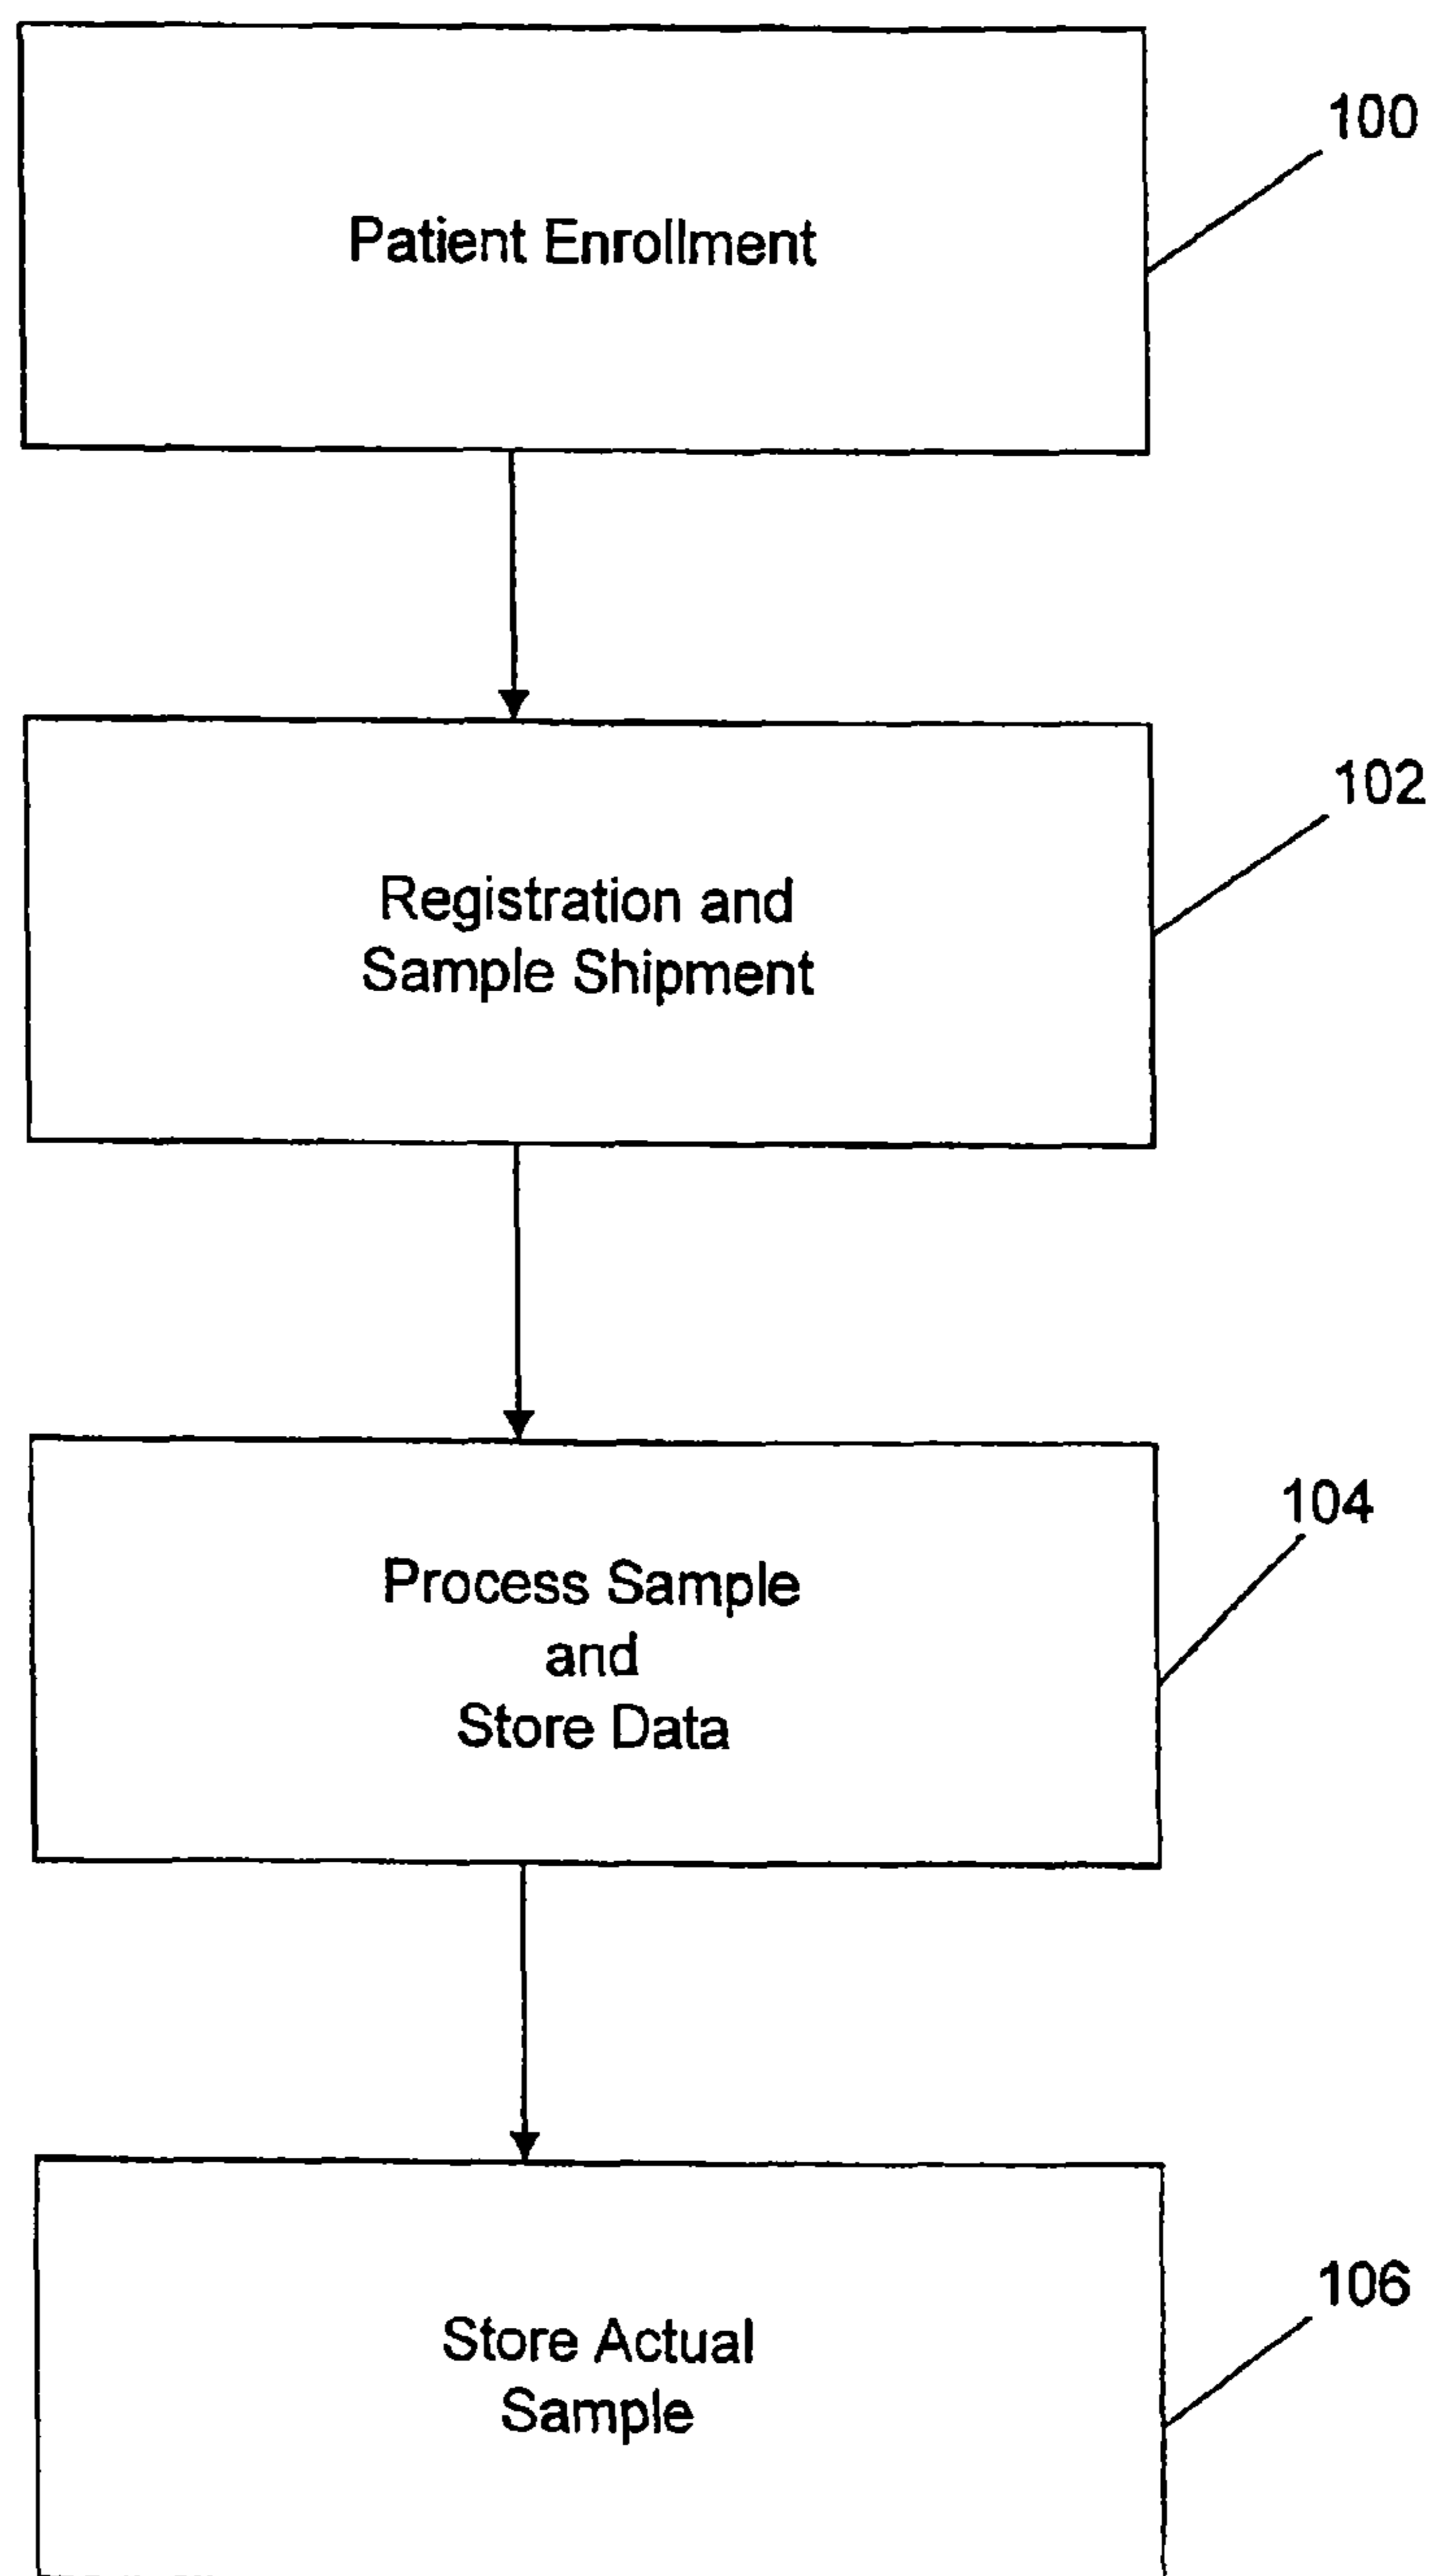 Patient Enrollment
100
Registration and
Sample Shipment
102
Process Sample
and
Store Data
104
Store Actual
Sample
106